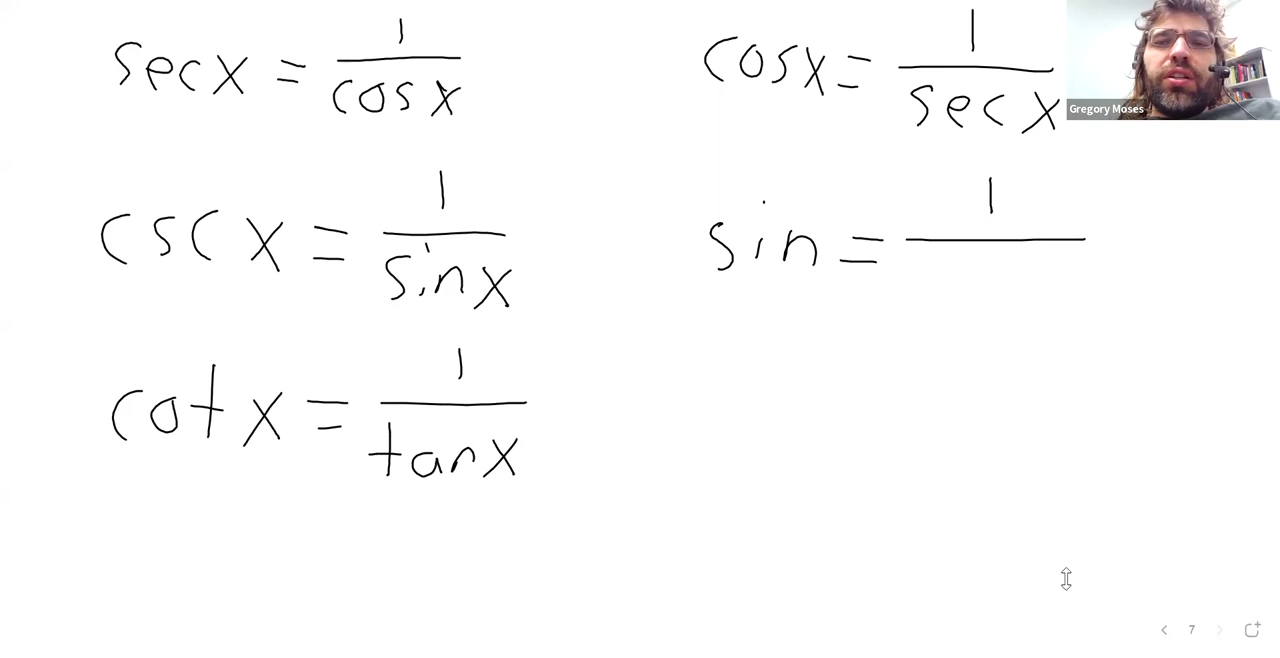 sec x = 1/cos x
cos x = 1/sec x
Gregory Moses
csc x = 1/sin x
sin = 1/
cot x = 1/tan x
7